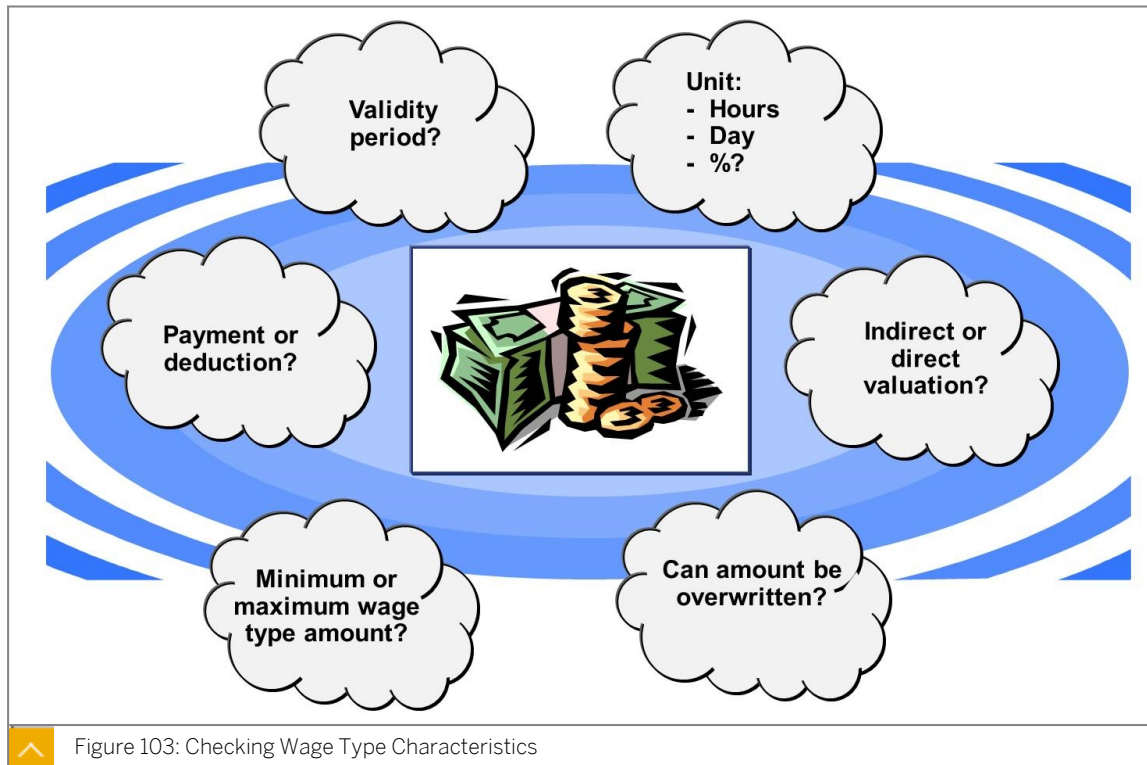 Validity
period?
Unit:
- Hours
- Day
- %?
Payment or
deduction?
Indirect or
direct
valuation?
Minimum or
maximum wage
type amount?
Can amount be
overwritten?
Figure 103: Checking Wage Type Characteristics